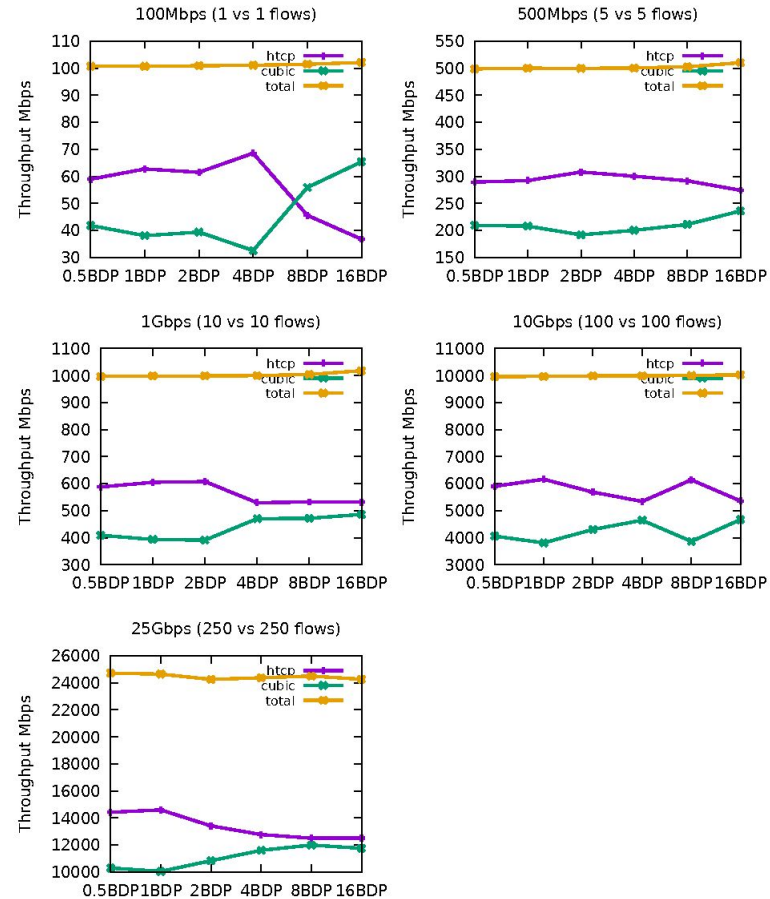 100Mbps (1 vs 1 flows)
Throughput Mbps
110
100
90
80
70
60
50
40
30
htcp
cubic
total
0.5BDP 1BDP 2BDP 4BDP 8BDP 16BDP
500Mbps (5 vs 5 flows)
Throughput Mbps
550
500
450
400
350
300
250
200
150
htcp
cubic
total
0.5BDP 1BDP 2BDP 4BDP 8BDP 16BDP
1Gbps (10 vs 10 flows)
Throughput Mbps
1100
1000
900
800
700
600
500
400
300
htcp
cubic
total
0.5BDP 1BDP 2BDP 4BDP 8BDP 16BDP
10Gbps (100 vs 100 flows)
Throughput Mbps
11000
10000
9000
8000
7000
6000
5000
4000
3000
htcp
cubic
total
0.5BDP 1BDP 2BDP 4BDP 8BDP 16BDP
25Gbps (250 vs 250 flows)
Throughput Mbps
26000
24000
22000
20000
18000
16000
14000
12000
10000
htcp
cubic
total
0.5BDP 1BDP 2BDP 4BDP 8BDP 16BDP